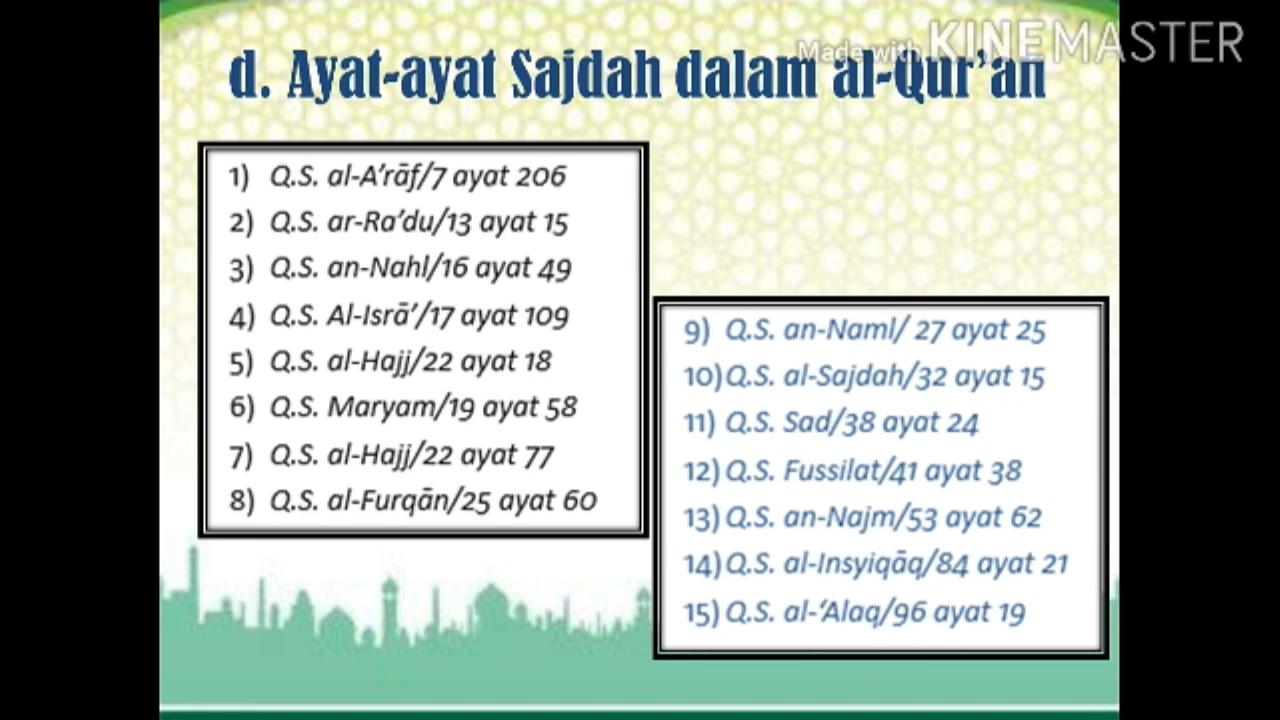 Made with KINEMASTER
d. Ayat-ayat Sajdah dalam al-Qur’an
1) Q.S. al-A’rāf/7 ayat 206
2) Q.S. ar-Ra’du/13 ayat 15
3) Q.S. an-Nahl/16 ayat 49
4) Q.S. Al-Isrā’/17 ayat 109
5) Q.S. al-Hajj/22 ayat 18
6) Q.S. Maryam/19 ayat 58
7) Q.S. al-Hajj/22 ayat 77
8) Q.S. al-Furqān/25 ayat 60
9) Q.S. an-Naml/ 27 ayat 25
10) Q.S. al-Sajdah/32 ayat 15
11) Q.S. Sad/38 ayat 24
12) Q.S. Fussilat/41 ayat 38
13) Q.S. an-Najm/53 ayat 62
14) Q.S. al-Insyiqāq/84 ayat 21
15) Q.S. al-‘Alaq/96 ayat 19